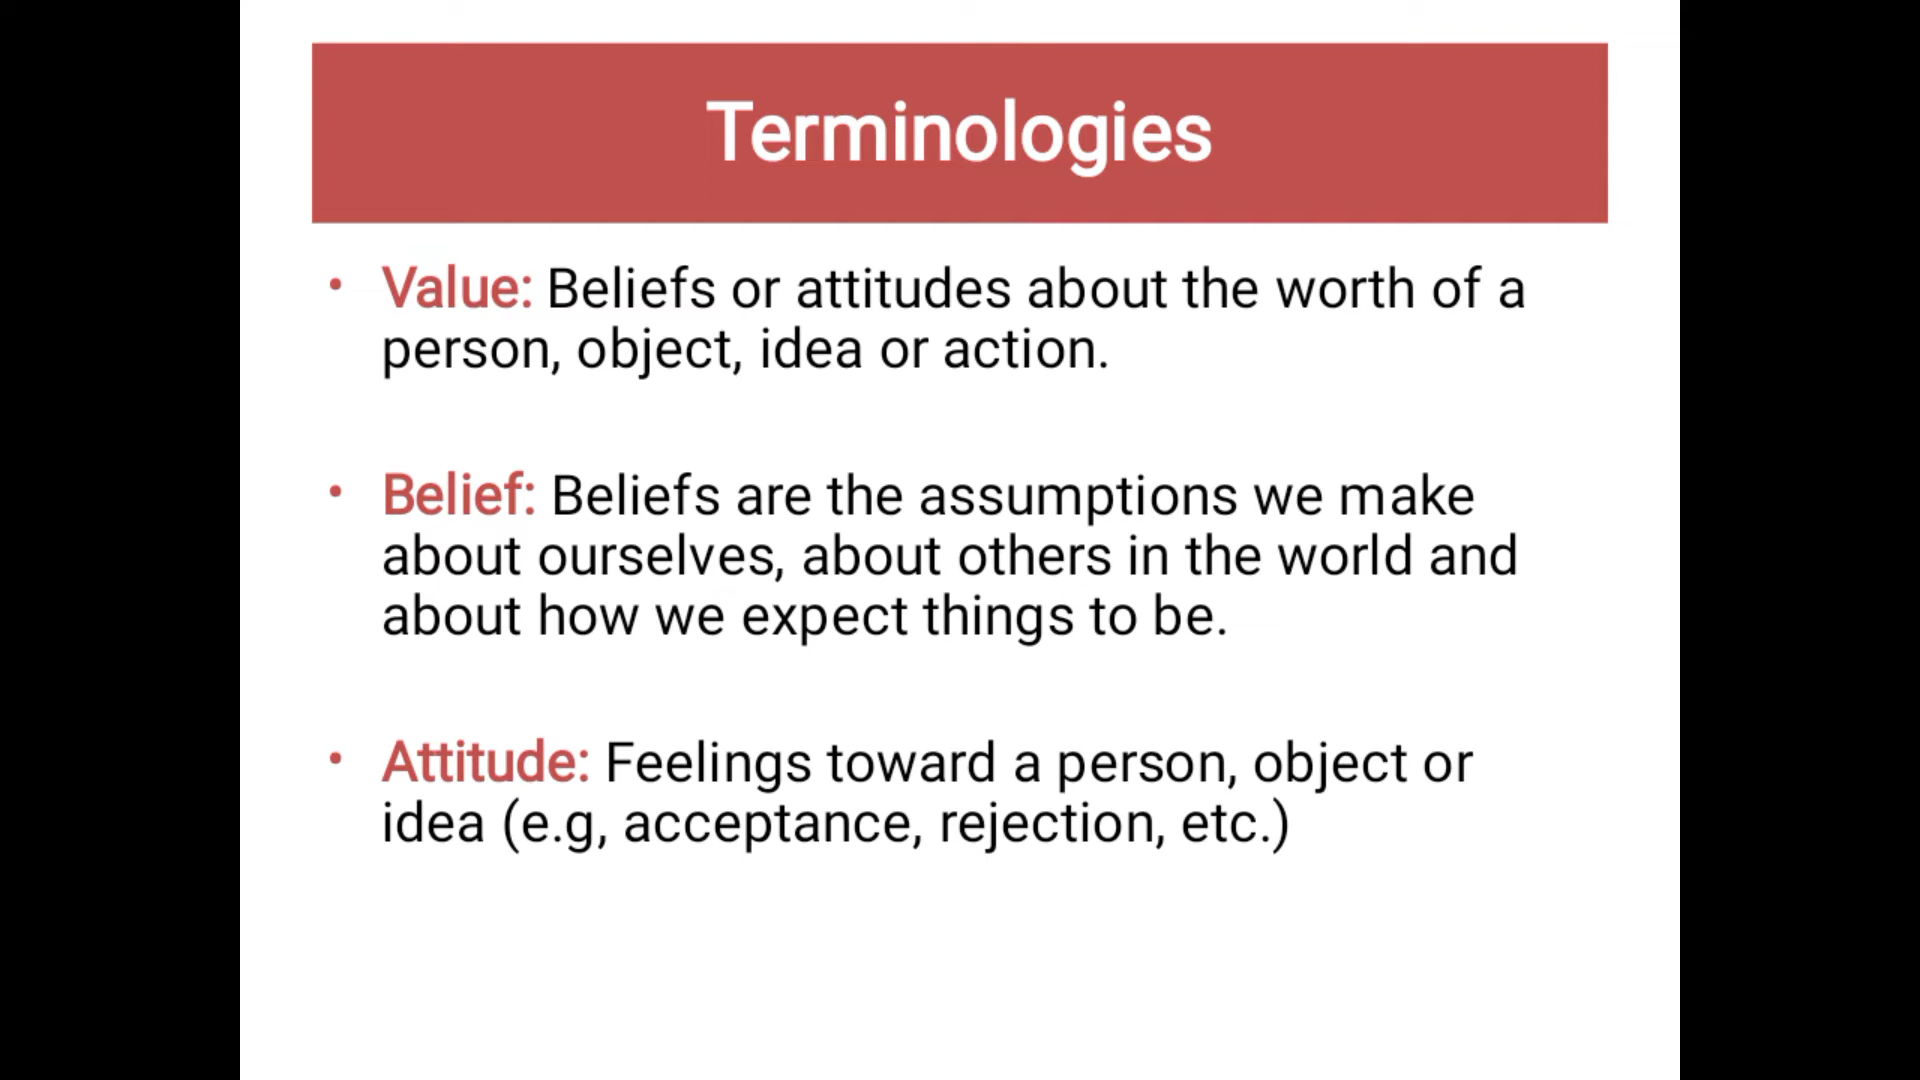 Terminologies
• Value: Beliefs or attitudes about the worth of a
person, object, idea or action.
• Belief: Beliefs are the assumptions we make
about ourselves, about others in the world and
about how we expect things to be.
• Attitude: Feelings toward a person, object or
idea (e.g, acceptance, rejection, etc.)